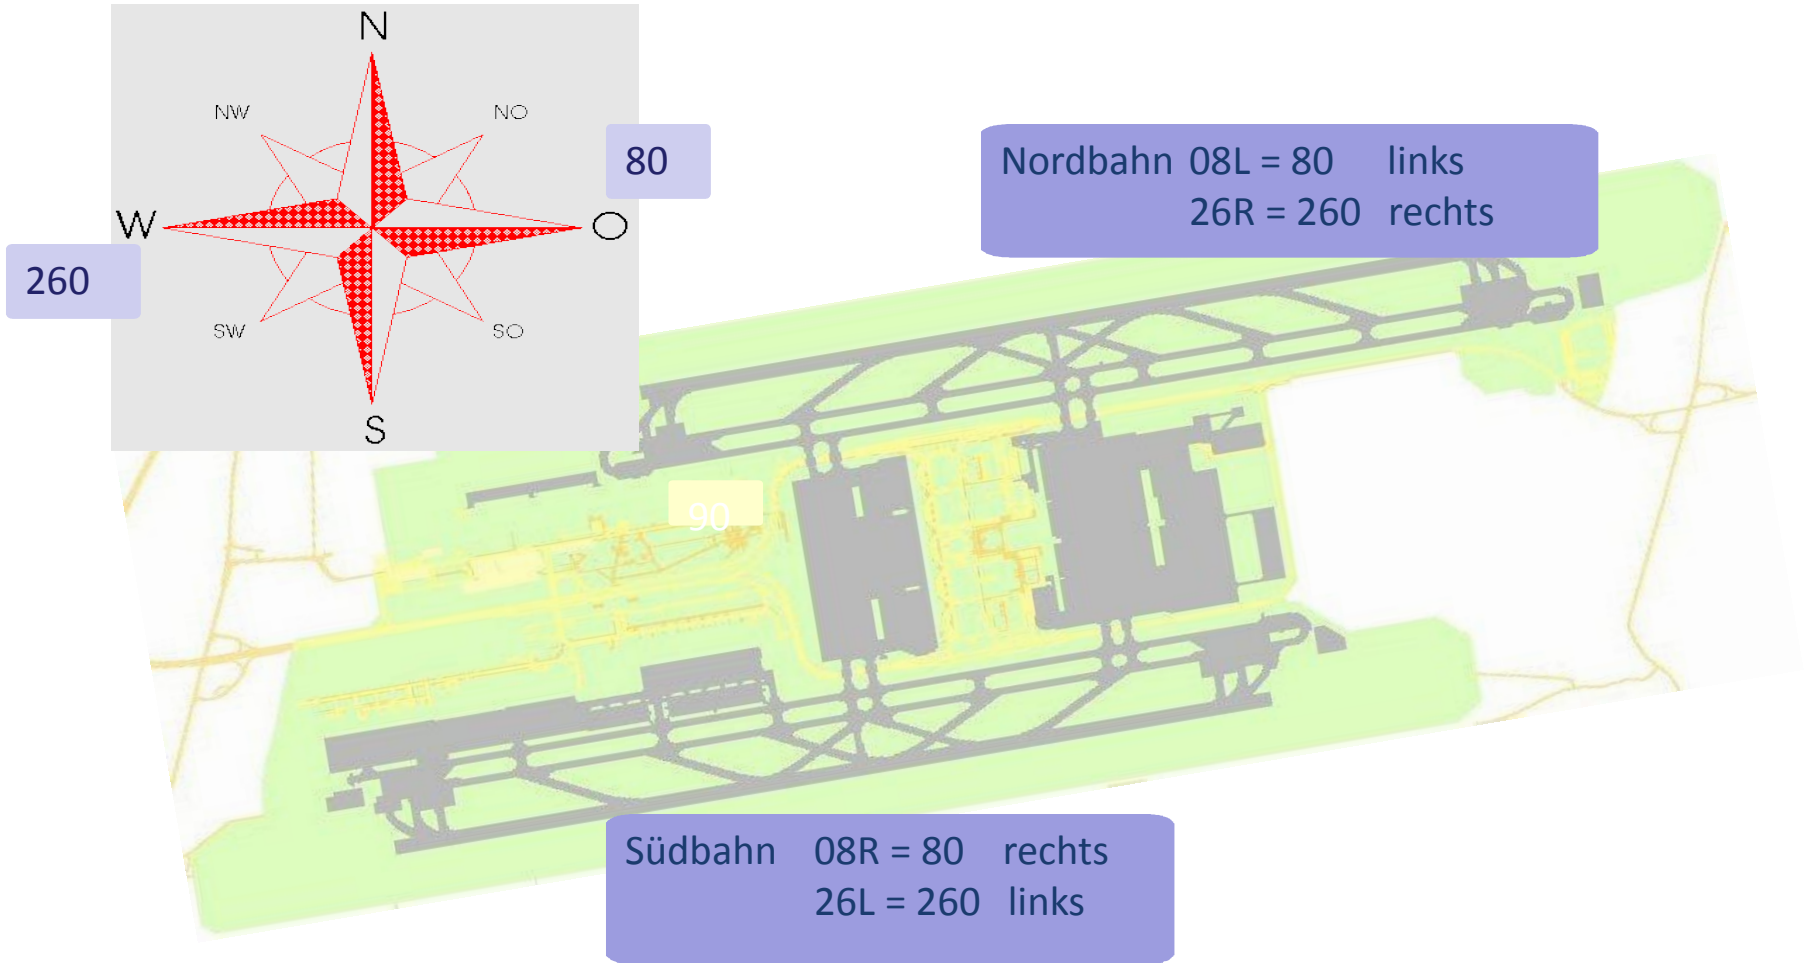 N
NW
NO
80
W
O
260
SW
SO
S
Nordbahn 08L = 80 links
26R = 260 rechts
90
Südbahn 08R = 80 rechts
26L = 260 links